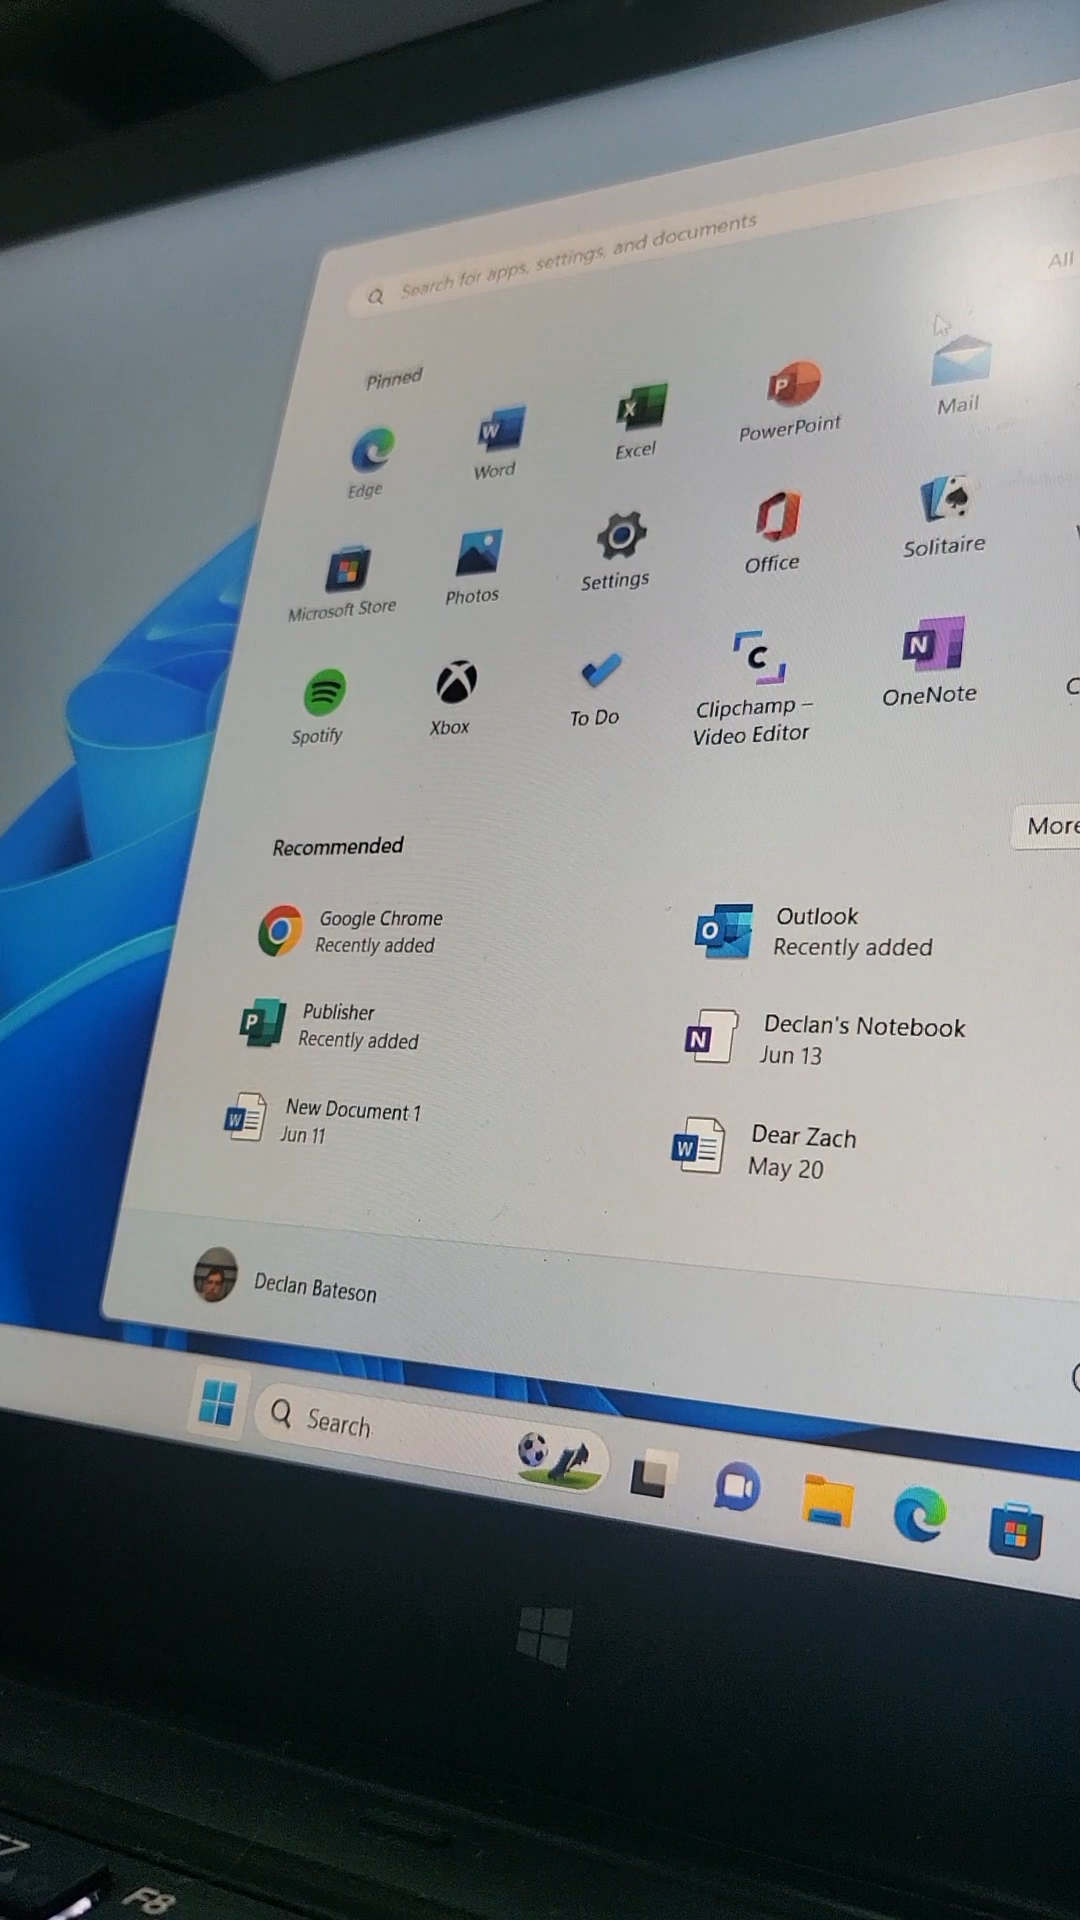 Search for apps, settings, and documents
All
Pinned
Edge
Word
Excel
PowerPoint
Mail
Microsoft Store
Photos
Settings
Office
Solitaire
Spotify
Xbox
To Do
Clipchamp –
Video Editor
OneNote
More
Recommended
Google Chrome
Recently added
Outlook
Recently added
Publisher
Recently added
Declan's Notebook
Jun 13
New Document 1
Jun 11
Dear Zach
May 20
Declan Bateson
Search
F8